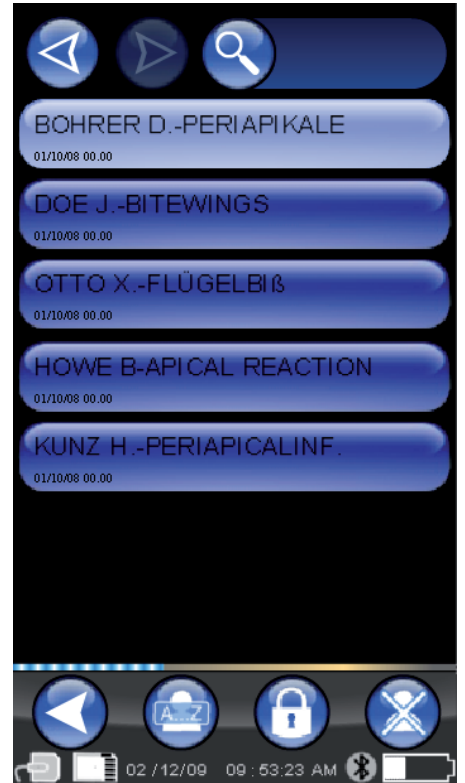 BOHRER D.-PERIAPIKALE
01/10/08 00.00
DOE J.-BITEWINGS
01/10/08 00.00
OTTO X.-FLÜGELBIß
01/10/08 00.00
HOWE B-APICAL REACTION
01/10/08 00.00
KUNZ H.-PERIAPICALINF.
01/10/08 00.00
A...Z
02 /12/09 09 : 53:23 AM